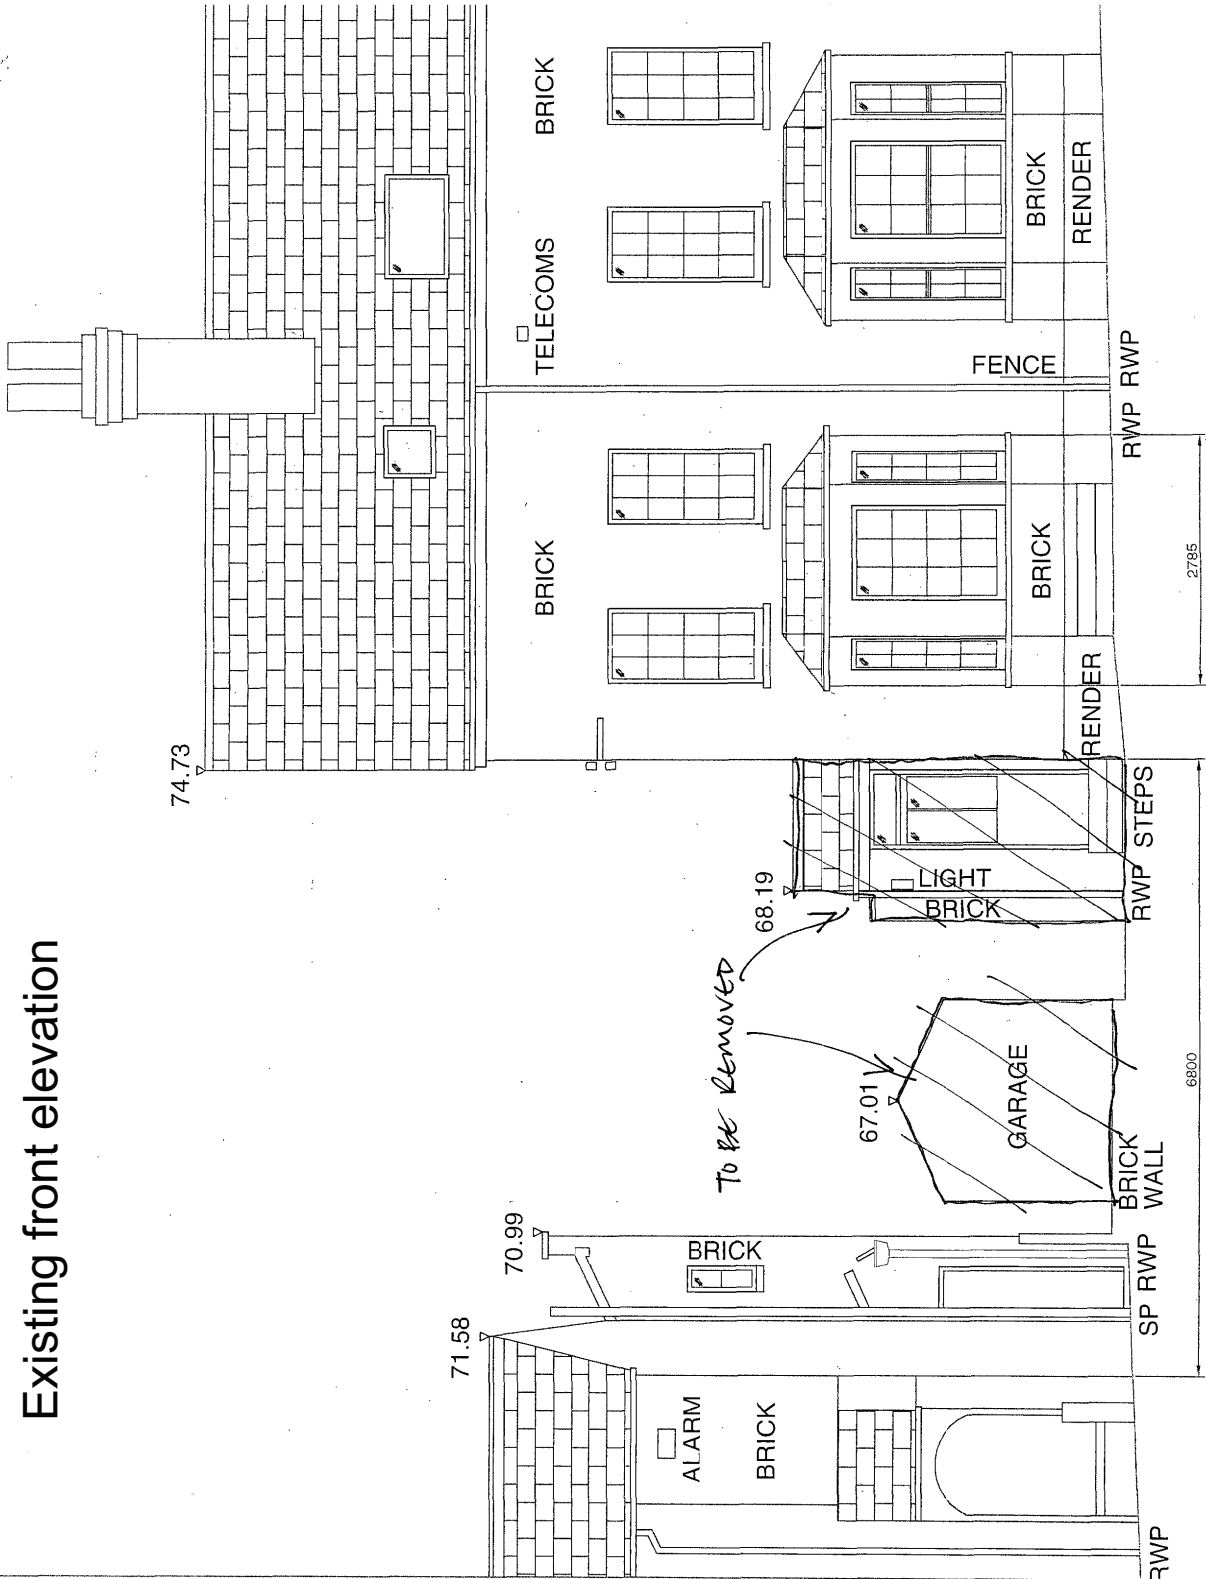 Existing front elevation
74.73
71.58
70.99
68.19
67.01
To BE Removed
BRICK
TELECOMS
BRICK
ALARM
BRICK
BRICK
LIGHT
BRICK
GARAGE
BRICK
WALL
BRICK
RENDER
FENCE
BRICK
RENDER
RWP
SP RWP
RWP STEPS
RWP RWP
6800
2785